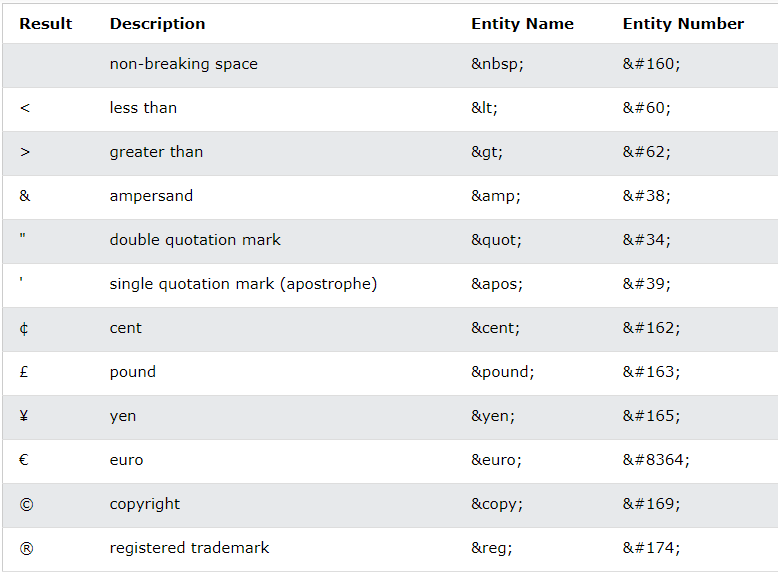 Result Description Entity Name Entity Number
non-breaking space &nbsp; &#160;
< less than &lt; &#60;
> greater than &gt; &#62;
& ampersand &amp; &#38;
" double quotation mark &quot; &#34;
' single quotation mark (apostrophe) &apos; &#39;
¢ cent &cent; &#162;
£ pound &pound; &#163;
¥ yen &yen; &#165;
€ euro &euro; &#8364;
© copyright &copy; &#169;
® registered trademark &reg; &#174;